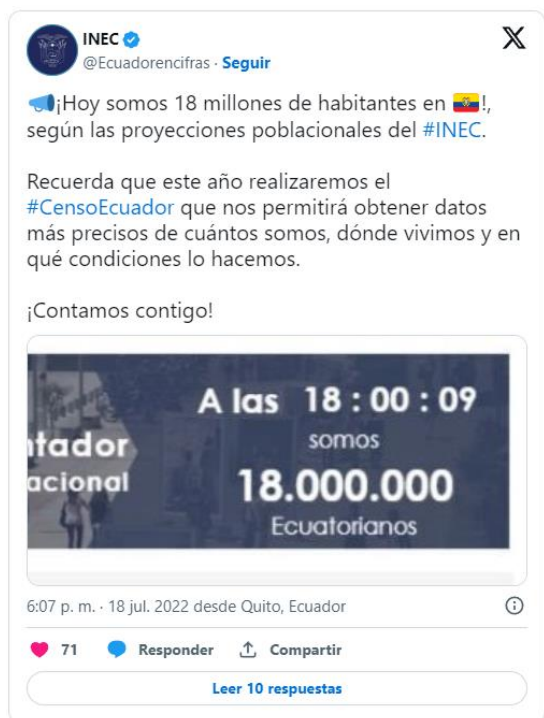 INEC
@Ecuadorencifras · Seguir
X
¡Hoy somos 18 millones de habitantes en !,
según las proyecciones poblacionales del #INEC.
Recuerda que este año realizaremos el
#CensoEcuador que nos permitirá obtener datos
más precisos de cuántos somos, dónde vivimos y en
qué condiciones lo hacemos.
¡Contamos contigo!
ntador
acional
A las 18 : 00 : 09
somos
18.000.000
Ecuatorianos
6:07 p. m. · 18 jul. 2022 desde Quito, Ecuador
71 Responder Compartir
Leer 10 respuestas